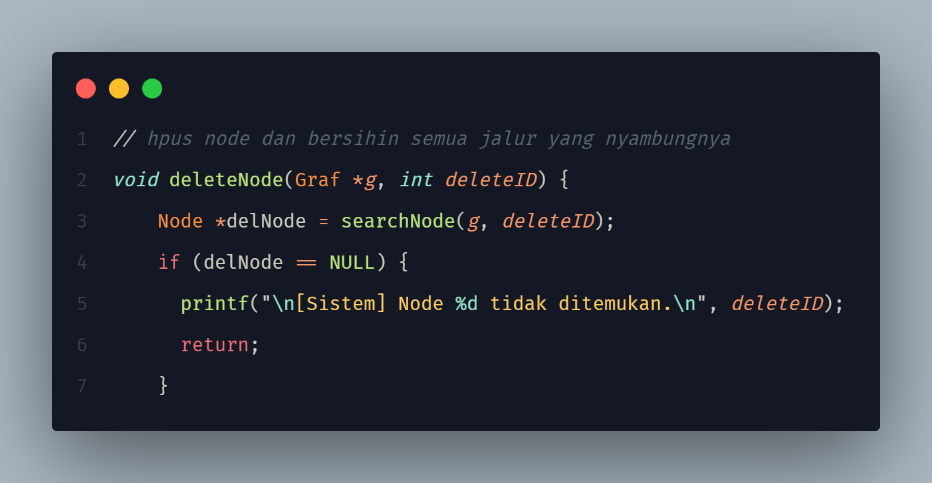 1 // hpus node dan bersihin semua jalur yang nyambungnya
2 void deleteNode(Graf *g, int deleteID) {
3     Node *delNode = searchNode(g, deleteID);
4     if (delNode == NULL) {
5       printf("\n[Sistem] Node %d tidak ditemukan.\n", deleteID);
6       return;
7     }